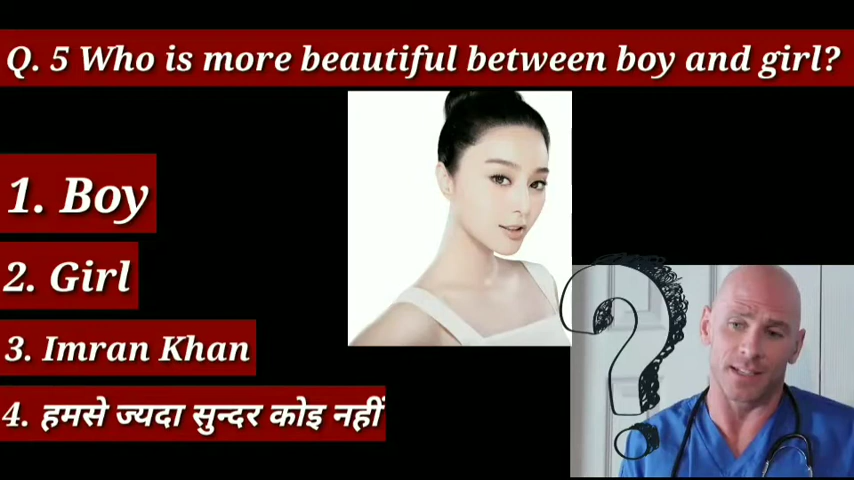 Q. 5 Who is more beautiful between boy and girl?
1. Boy
2. Girl
3. Imran Khan
4. हमसे ज्यदा सुन्दर कोइ नहीं